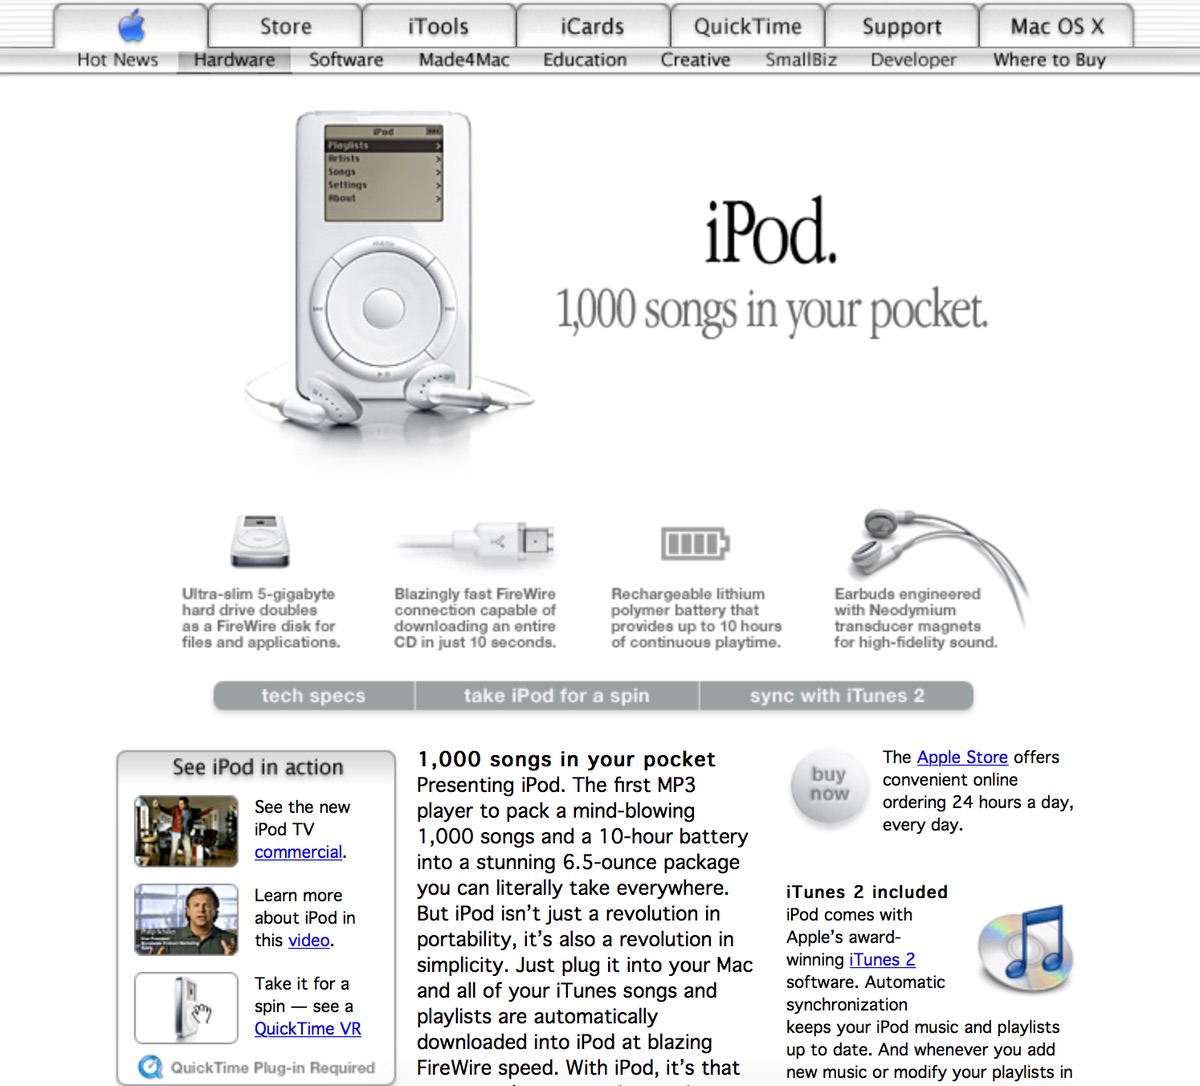 Store
iTools
iCards
QuickTime
Support
Mac OS X
Hot News
Hardware
Software
Made4Mac
Education
Creative
SmallBiz
Developer
Where to Buy
iPod
Playlists
Artists
Songs
Settings
About
MENU
iPod.
1,000 songs in your pocket.
Ultra-slim 5-gigabyte
hard drive doubles
as a FireWire disk for
files and applications.
Blazingly fast FireWire
connection capable of
downloading an entire
CD in just 10 seconds.
Rechargeable lithium
polymer battery that
provides up to 10 hours
of continuous playtime.
Earbuds engineered
with Neodymium
transducer magnets
for high-fidelity sound.
tech specs
take iPod for a spin
sync with iTunes 2
See iPod in action
See the new
iPod TV
commercial.
Learn more
about iPod in
this video.
Take it for a
spin — see a
QuickTime VR
QuickTime Plug-in Required
1,000 songs in your pocket
Presenting iPod. The first MP3
player to pack a mind-blowing
1,000 songs and a 10-hour battery
into a stunning 6.5-ounce package
you can literally take everywhere.
But iPod isn’t just a revolution in
portability, it’s also a revolution in
simplicity. Just plug it into your Mac
and all of your iTunes songs and
playlists are automatically
downloaded into iPod at blazing
FireWire speed. With iPod, it’s that
buy
now
The Apple Store offers
convenient online
ordering 24 hours a day,
every day.
iTunes 2 included
iPod comes with
Apple’s award-
winning iTunes 2
software. Automatic
synchronization
keeps your iPod music and playlists
up to date. And whenever you add
new music or modify your playlists in